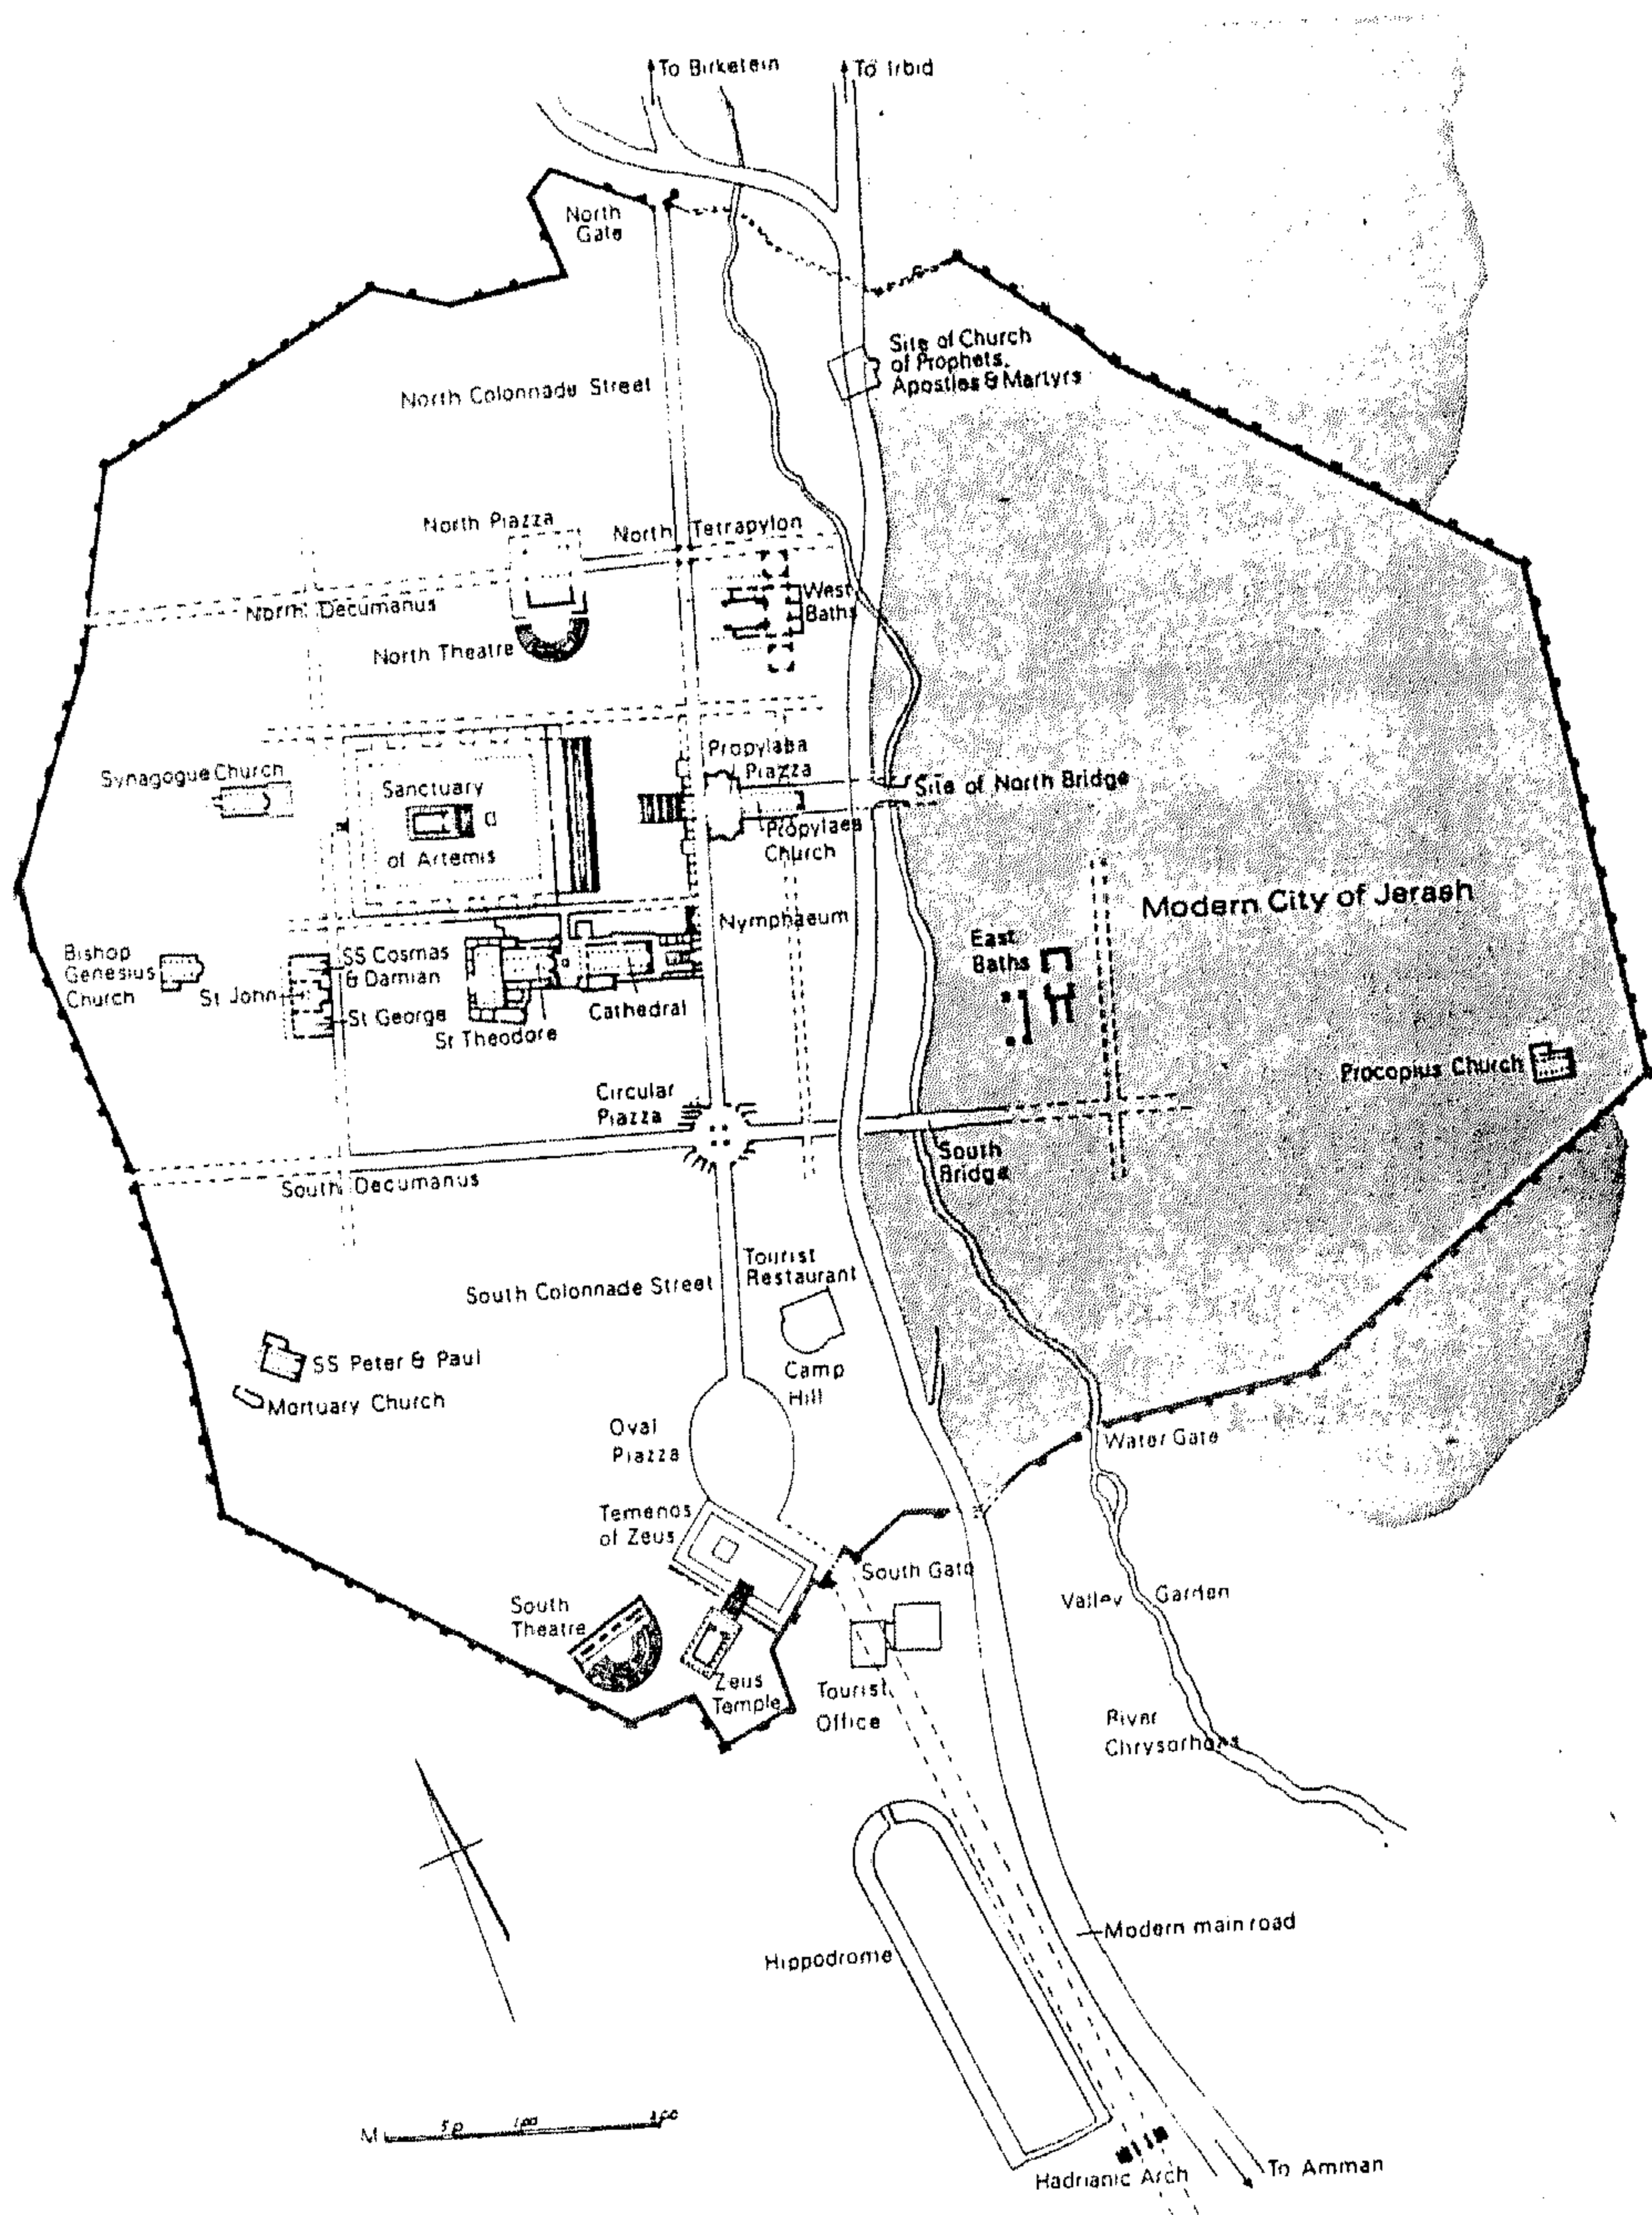 To Birketein
To Irbid
North
Gate
Site of Church
of Prophets,
Apostles & Martyrs
North Colonnade Street
North Piazza
North Tetrapylon
West
Baths
North Decumanus
North Theatre
Propylaea
Piazza
Synagogue Church
Sanctuary
of Artemis
Site of North Bridge
Propylaea
Church
Modern City of Jerash
Nymphaeum
East
Baths
Bishop
Genesius
Church
SS Cosmas
& Damian
St John
St George
Cathedral
St Theodore
Procopius Church
Circular
Piazza
South
Bridge
South Decumanus
Tourist
Restaurant
South Colonnade Street
SS Peter & Paul
Camp
Hill
Mortuary Church
Oval
Piazza
Water Gate
Temenos
of Zeus
South Gate
Valley Garden
South
Theatre
Zeus
Temple
Tourist
Office
River
Chrysorhoas
Modern main road
Hippodrome
M 50 100
Hadrianic Arch
To Amman